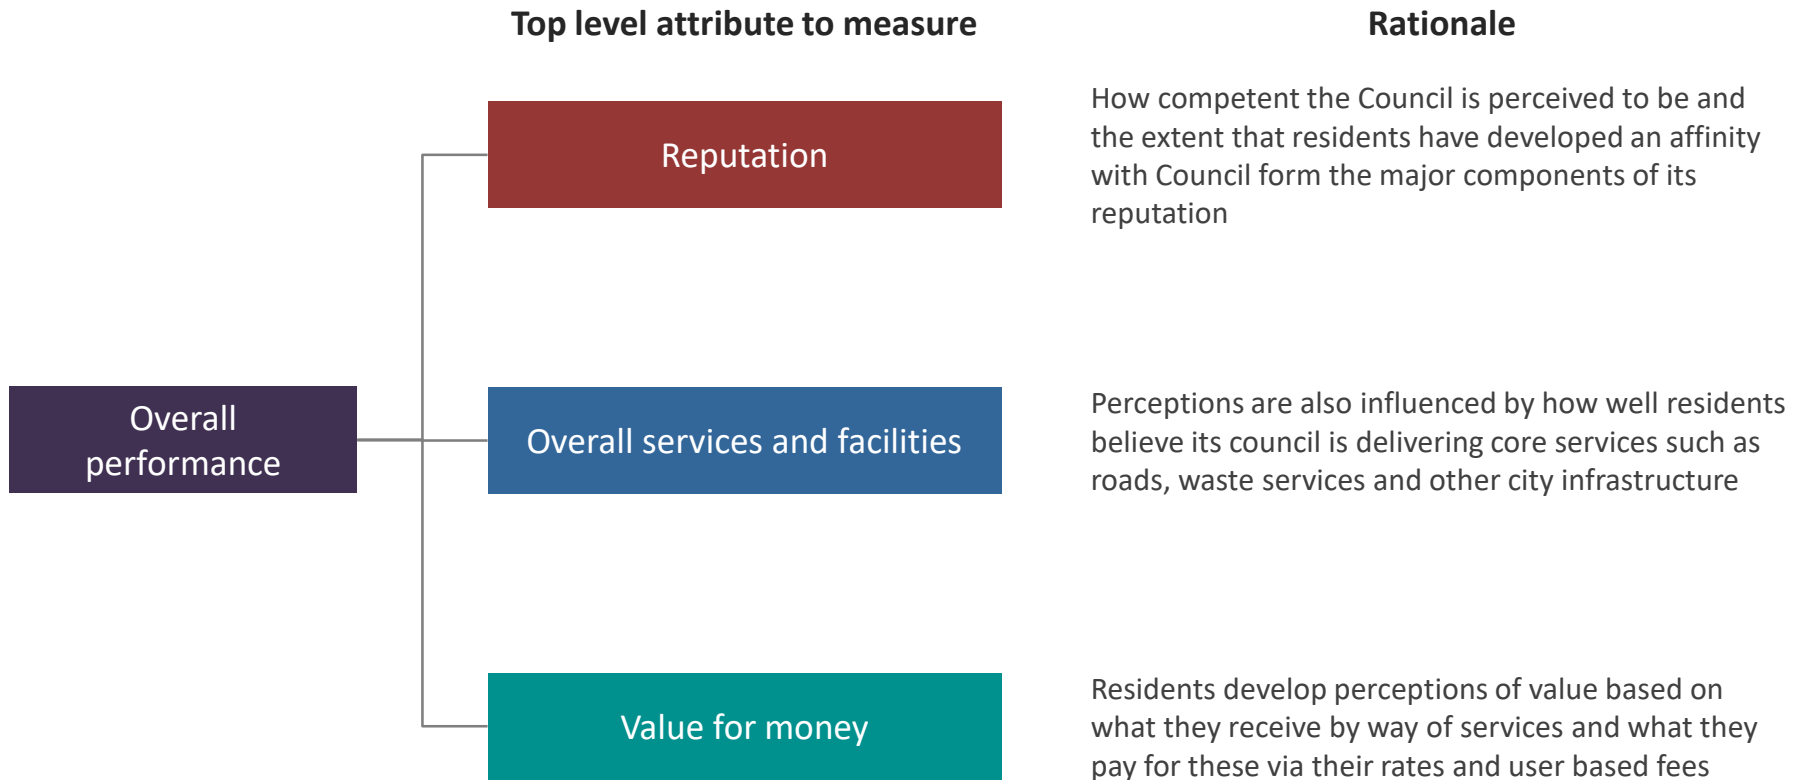 Top level attribute to measure
Rationale
Reputation
How competent the Council is perceived to be and
the extent that residents have developed an affinity
with Council form the major components of its
reputation
Overall
performance
Overall services and facilities
Perceptions are also influenced by how well residents
believe its council is delivering core services such as
roads, waste services and other city infrastructure
Value for money
Residents develop perceptions of value based on
what they receive by way of services and what they
pay for these via their rates and user based fees